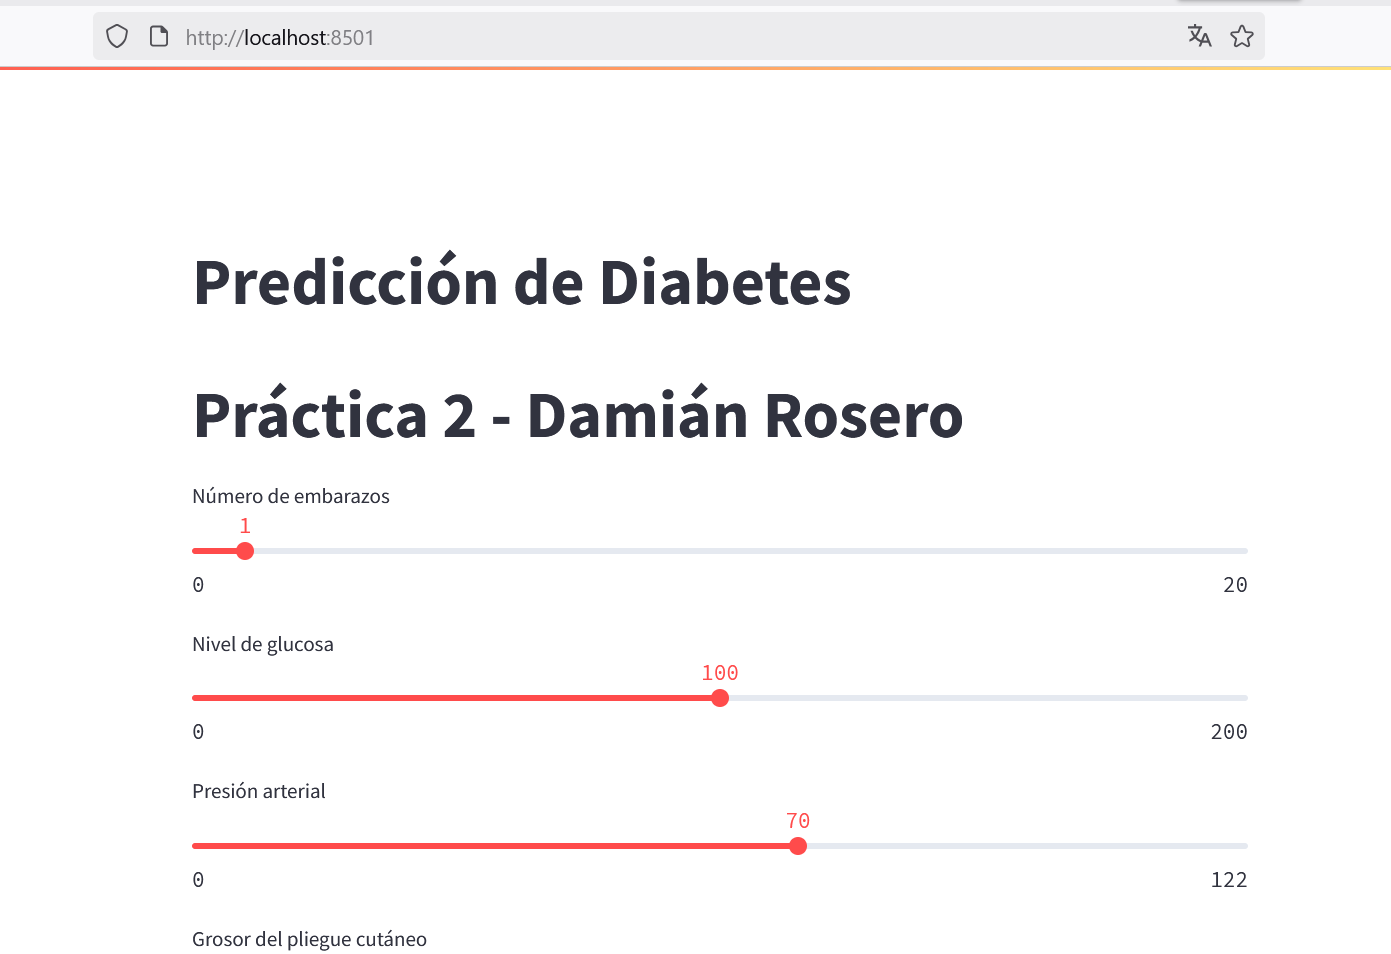 http://localhost:8501
Predicción de Diabetes
Práctica 2 - Damián Rosero
Número de embarazos
1
0 20
Nivel de glucosa
100
0 200
Presión arterial
70
0 122
Grosor del pliegue cutáneo